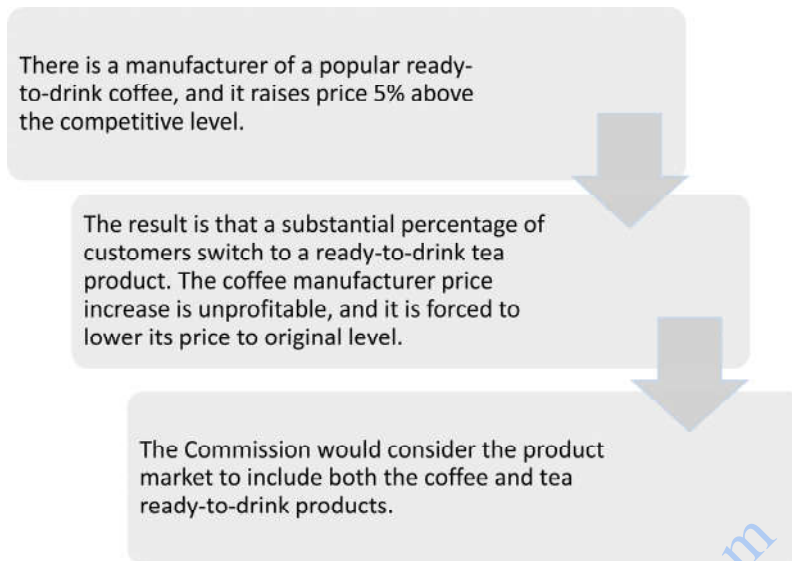 There is a manufacturer of a popular ready-
to-drink coffee, and it raises price 5% above
the competitive level.
The result is that a substantial percentage of
customers switch to a ready-to-drink tea
product. The coffee manufacturer price
increase is unprofitable, and it is forced to
lower its price to original level.
The Commission would consider the product
market to include both the coffee and tea
ready-to-drink products.
m